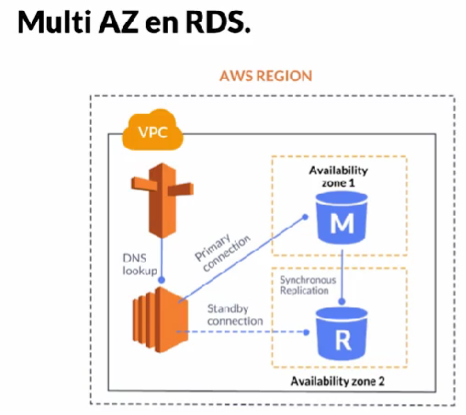 Multi AZ en RDS.
AWS REGION
VPC
Availability
zone 1
M
DNS
lookup
Primary
connection
Synchronous
Replication
Standby
connection
R
Availability zone 2